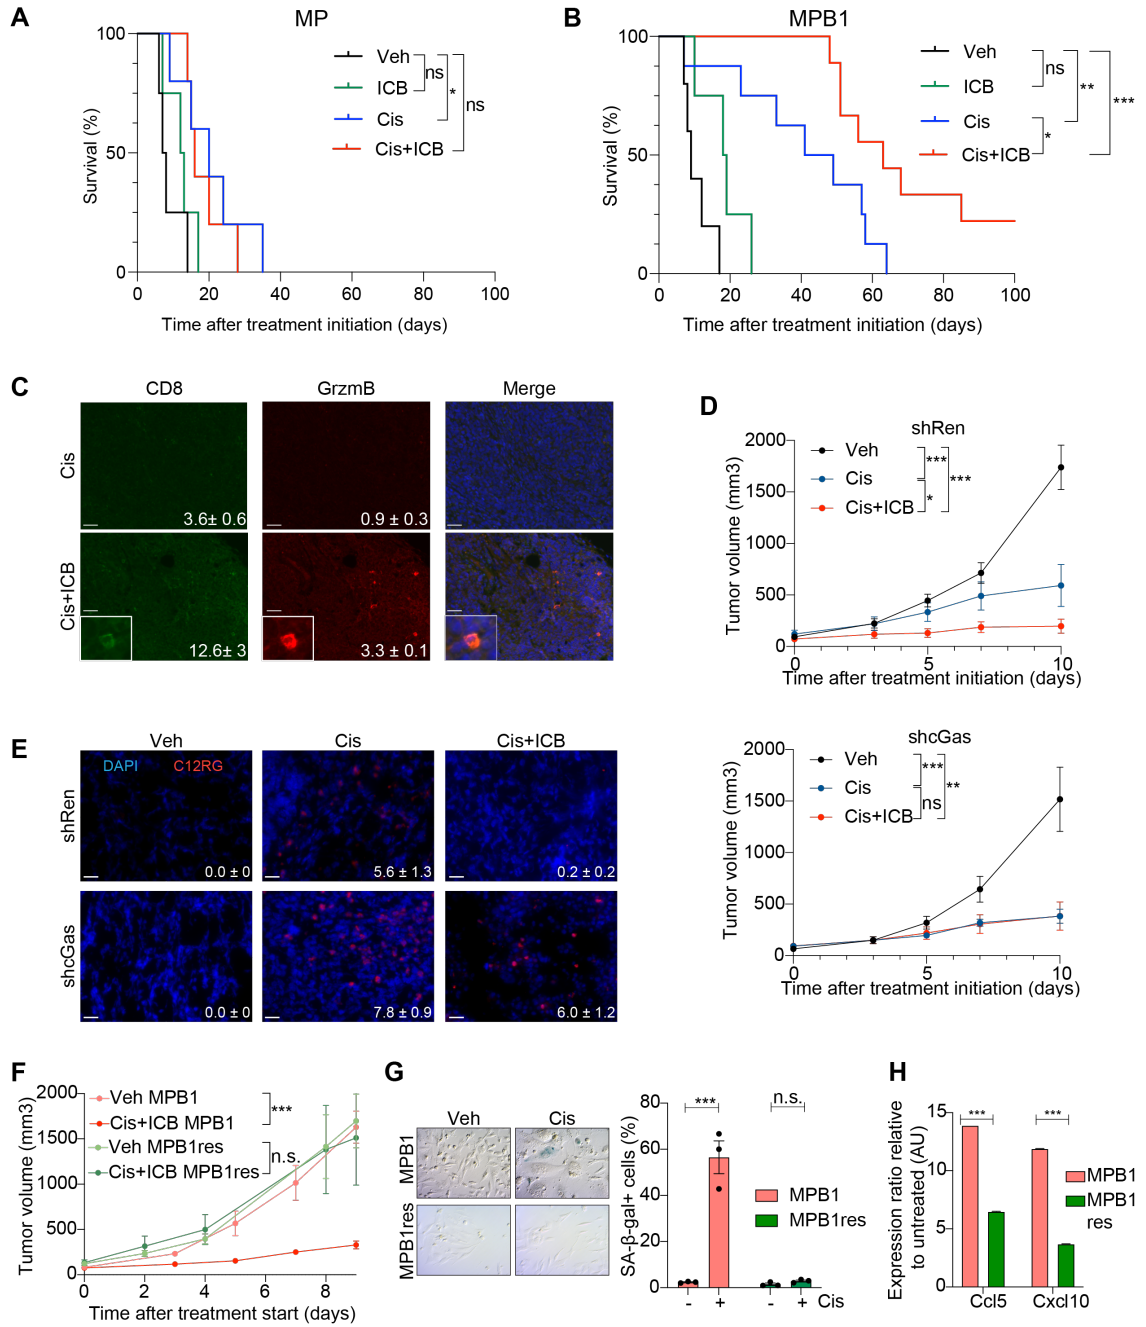 A
MP
100
50
0
Survival (%)
0 20 40 60 80 100
Time after treatment initiation (days)
Veh
ICB
Cis
Cis+ICB
ns
*
ns
B
MPB1
100
50
0
Survival (%)
0 20 40 60 80 100
Time after treatment initiation (days)
Veh
ICB
Cis
Cis+ICB
ns
**
***
*
C
CD8 GrzmB Merge
Cis
3.6± 0.6 0.9 ± 0.3
Cis+ICB
12.6± 3 3.3 ± 0.1
D
shRen
2000
1500
1000
500
0
Tumor volume (mm3)
Veh
Cis
Cis+ICB
***
*
***
0 5 10
Time after treatment initiation (days)
shcGas
2000
1500
1000
500
0
Tumor volume (mm3)
Veh
Cis
Cis+ICB
***
ns
**
0 5 10
Time after treatment initiation (days)
E
Veh Cis Cis+ICB
DAPI C12RG
shRen
0.0 ± 0 5.6 ± 1.3 0.2 ± 0.2
shcGas
0.0 ± 0 7.8 ± 0.9 6.0 ± 1.2
F
2000
1500
1000
500
0
Tumor volume (mm3)
Veh MPB1
Cis+ICB MPB1
Veh MPB1res
Cis+ICB MPB1res
***
n.s.
0 2 4 6 8
Time after treatment start (days)
G
Veh Cis
MPB1
MPB1res
80
60
40
20
0
SA-β-gal+ cells (%)
***
n.s.
MPB1
MPB1res
- + - + Cis
H
15
10
5
0
Expression ratio relative
to untreated (AU)
*** ***
MPB1
MPB1
res
Ccl5 Cxcl10